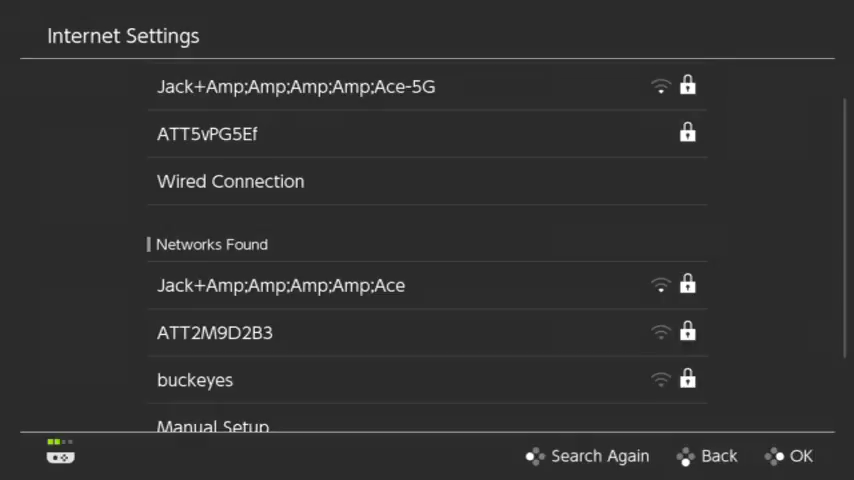 Internet Settings
Jack+Amp;Amp;Amp;Amp;Ace-5G
ATT5vPG5Ef
Wired Connection
Networks Found
Jack+Amp;Amp;Amp;Amp;Ace
ATT2M9D2B3
buckeyes
Manual Setup
Search Again Back OK